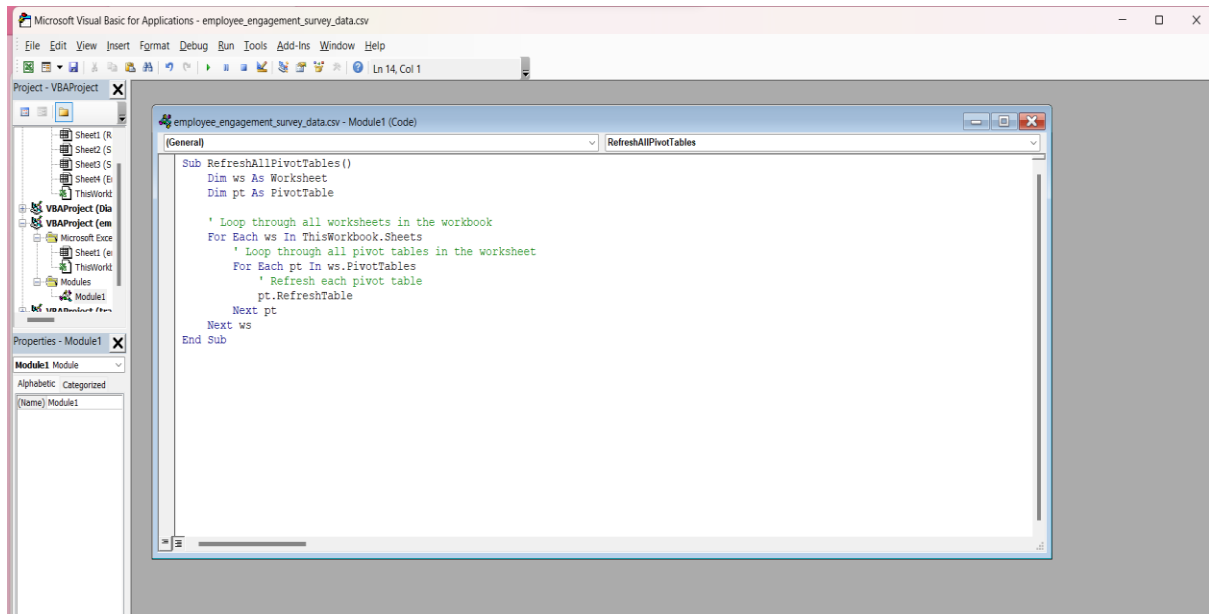 Microsoft Visual Basic for Applications - employee_engagement_survey_data.csv
File Edit View Insert Format Debug Run Tools Add-Ins Window Help
Ln 14, Col 1
Project - VBAProject
Sheet1 (R
Sheet2 (S
Sheet3 (S
Sheet4 (E
ThisWorkb
VBAProject (Dia
VBAProject (em
Microsoft Exce
Sheet1 (e
ThisWorkb
Modules
Module1
VBAProject (tra
Properties - Module1
Module1 Module
Alphabetic Categorized
(Name) Module1
employee_engagement_survey_data.csv - Module1 (Code)
(General) RefreshAllPivotTables
Sub RefreshAllPivotTables()
    Dim ws As Worksheet
    Dim pt As PivotTable
    ' Loop through all worksheets in the workbook
    For Each ws In ThisWorkbook.Sheets
        ' Loop through all pivot tables in the worksheet
        For Each pt In ws.PivotTables
            ' Refresh each pivot table
            pt.RefreshTable
        Next pt
    Next ws
End Sub